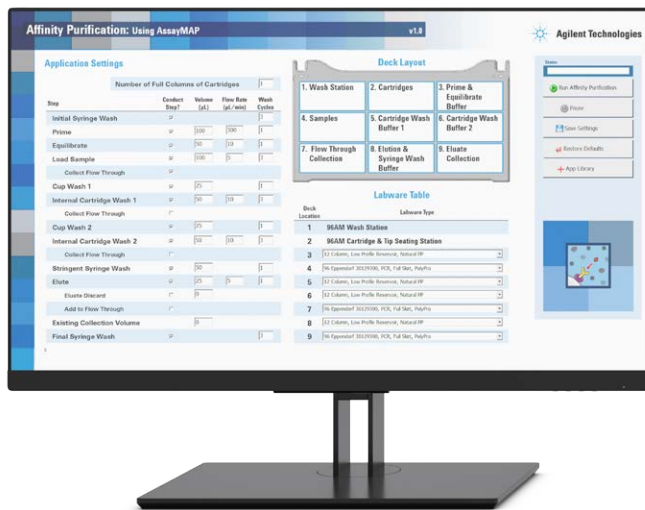 Affinity Purification: Using AssayMAP
v1.0
Agilent Technologies
Application Settings
Number of Full Columns of Cartridges 1
Step Conduct Step? Volume (µL) Flow Rate (µL/min) Wash Cycles
Initial Syringe Wash 3
Prime 100 300 1
Equilibrate 50 10 1
Load Sample 100 5 3
Collect Flow Through
Cup Wash 1 25 1
Internal Cartridge Wash 1 50 10 3
Collect Flow Through
Cup Wash 2 25 1
Internal Cartridge Wash 2 50 10 3
Collect Flow Through
Stringent Syringe Wash 50 1
Elute 25 5 1
Eluate Discard 0
Add to Flow Through
Existing Collection Volume 0
Final Syringe Wash 3
Deck Layout
1. Wash Station
2. Cartridges
3. Prime & Equilibrate Buffer
4. Samples
5. Cartridge Wash Buffer 1
6. Cartridge Wash Buffer 2
7. Flow Through Collection
8. Elution & Syringe Wash Buffer
9. Eluate Collection
Labware Table
Deck Location Labware Type
1 96AM Wash Station
2 96AM Cartridge & Tip Seating Station
3 12 Column, Low Profile Reservoir, Natural PP
4 96 Eppendorf 30129300, PCR, Full Skirt, PolyPro
5 12 Column, Low Profile Reservoir, Natural PP
6 12 Column, Low Profile Reservoir, Natural PP
7 96 Eppendorf 30129300, PCR, Full Skirt, PolyPro
8 12 Column, Low Profile Reservoir, Natural PP
9 96 Eppendorf 30129300, PCR, Full Skirt, PolyPro
Status
Run Affinity Purification
Pause
Save Settings
Restore Defaults
App Library